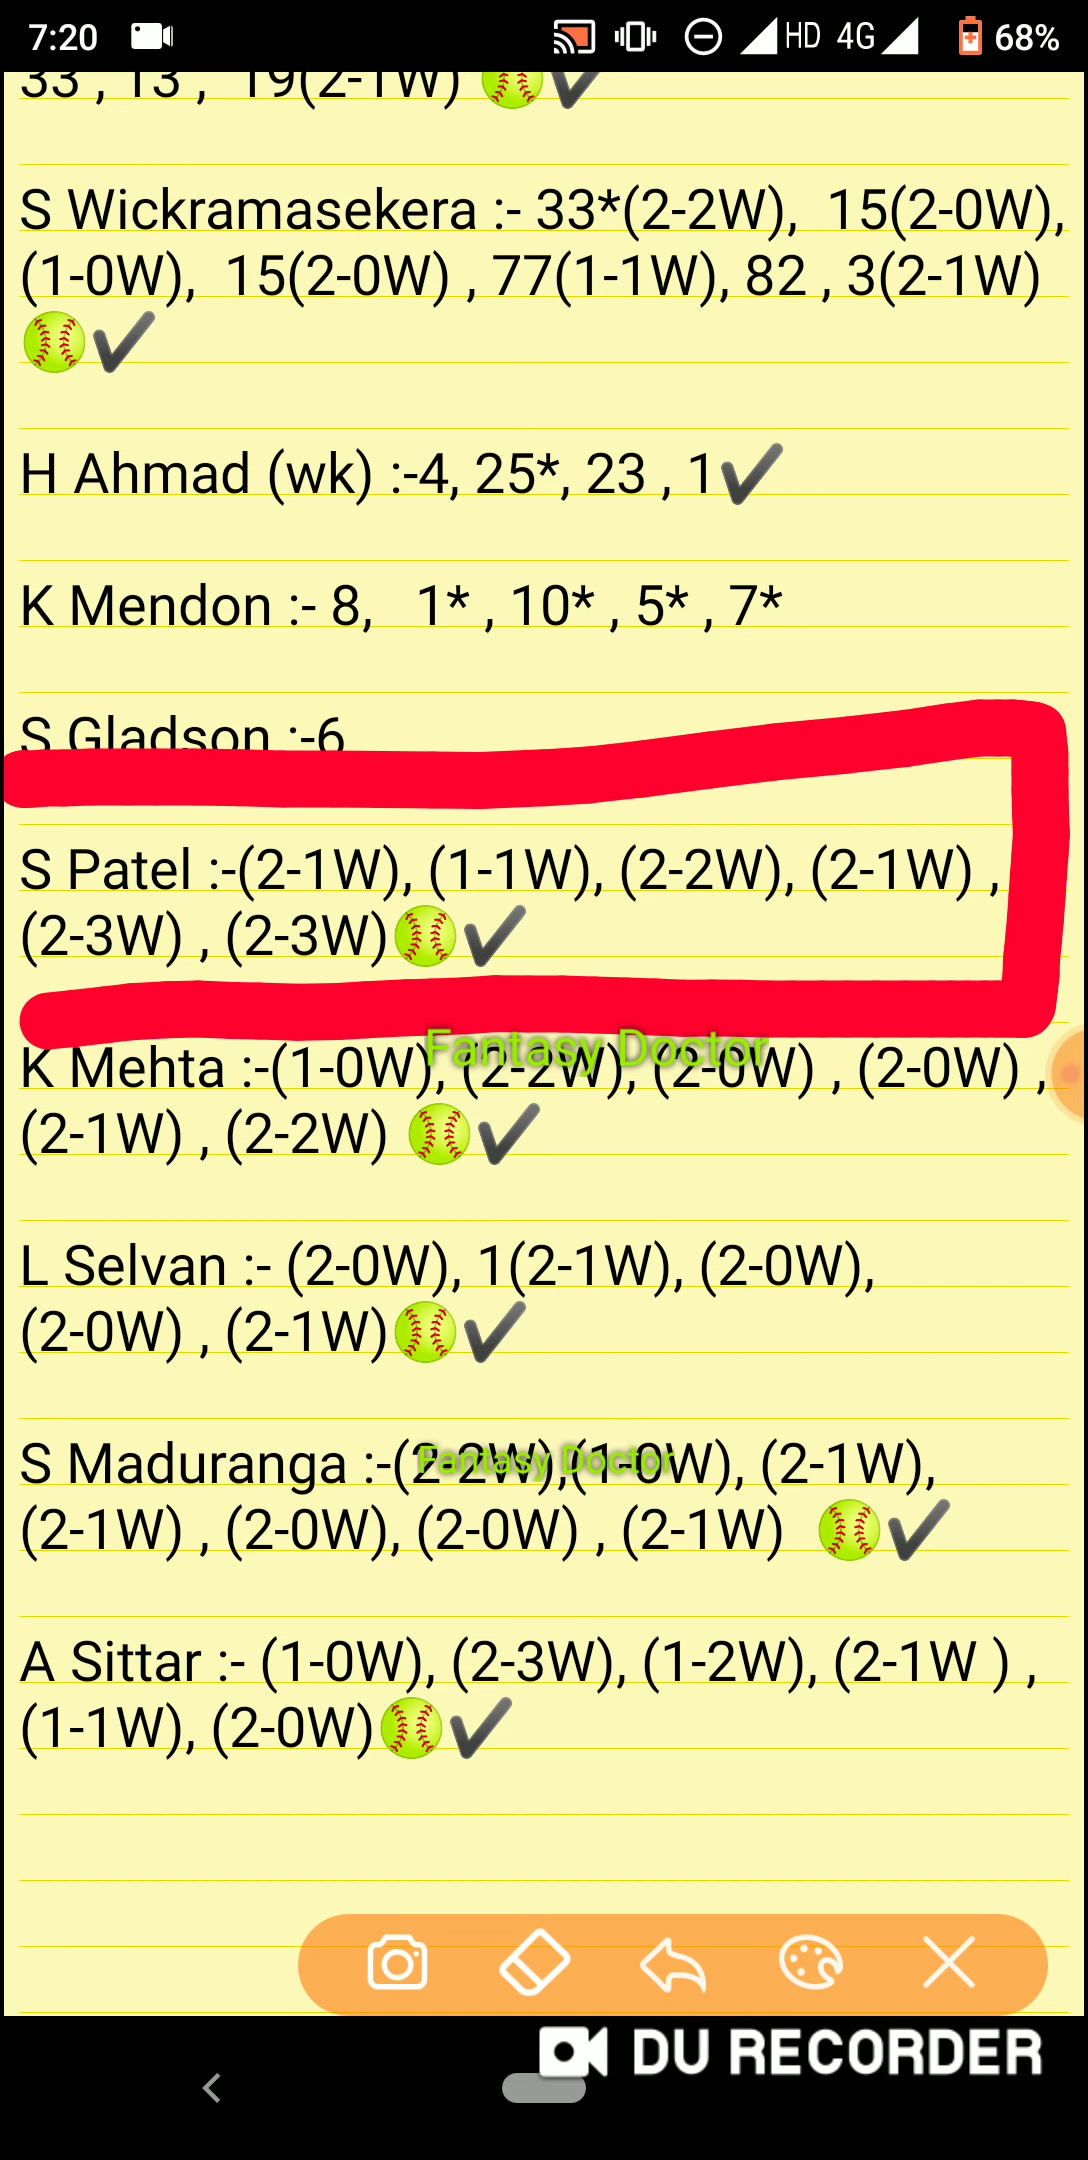 7:20 HD 4G 68%
33 , 13 , 19(2-1W) 🥎✔
S Wickramasekera :- 33*(2-2W), 15(2-0W),
(1-0W), 15(2-0W) , 77(1-1W), 82 , 3(2-1W)
🥎✔
H Ahmad (wk) :-4, 25*, 23 , 1✔
K Mendon :- 8, 1* , 10* , 5* , 7*
S Gladson :-6
S Patel :-(2-1W), (1-1W), (2-2W), (2-1W) ,
(2-3W) , (2-3W)🥎✔
Fantasy Doctor
K Mehta :-(1-0W), (2-2W), (2-0W) , (2-0W) ,
(2-1W) , (2-2W) 🥎✔
L Selvan :- (2-0W), 1(2-1W), (2-0W),
(2-0W) , (2-1W)🥎✔
Fantasy Doctor
S Maduranga :-(2-2W),(1-0W), (2-1W),
(2-1W) , (2-0W), (2-0W) , (2-1W) 🥎✔
A Sittar :- (1-0W), (2-3W), (1-2W), (2-1W ) ,
(1-1W), (2-0W)🥎✔
DU RECORDER